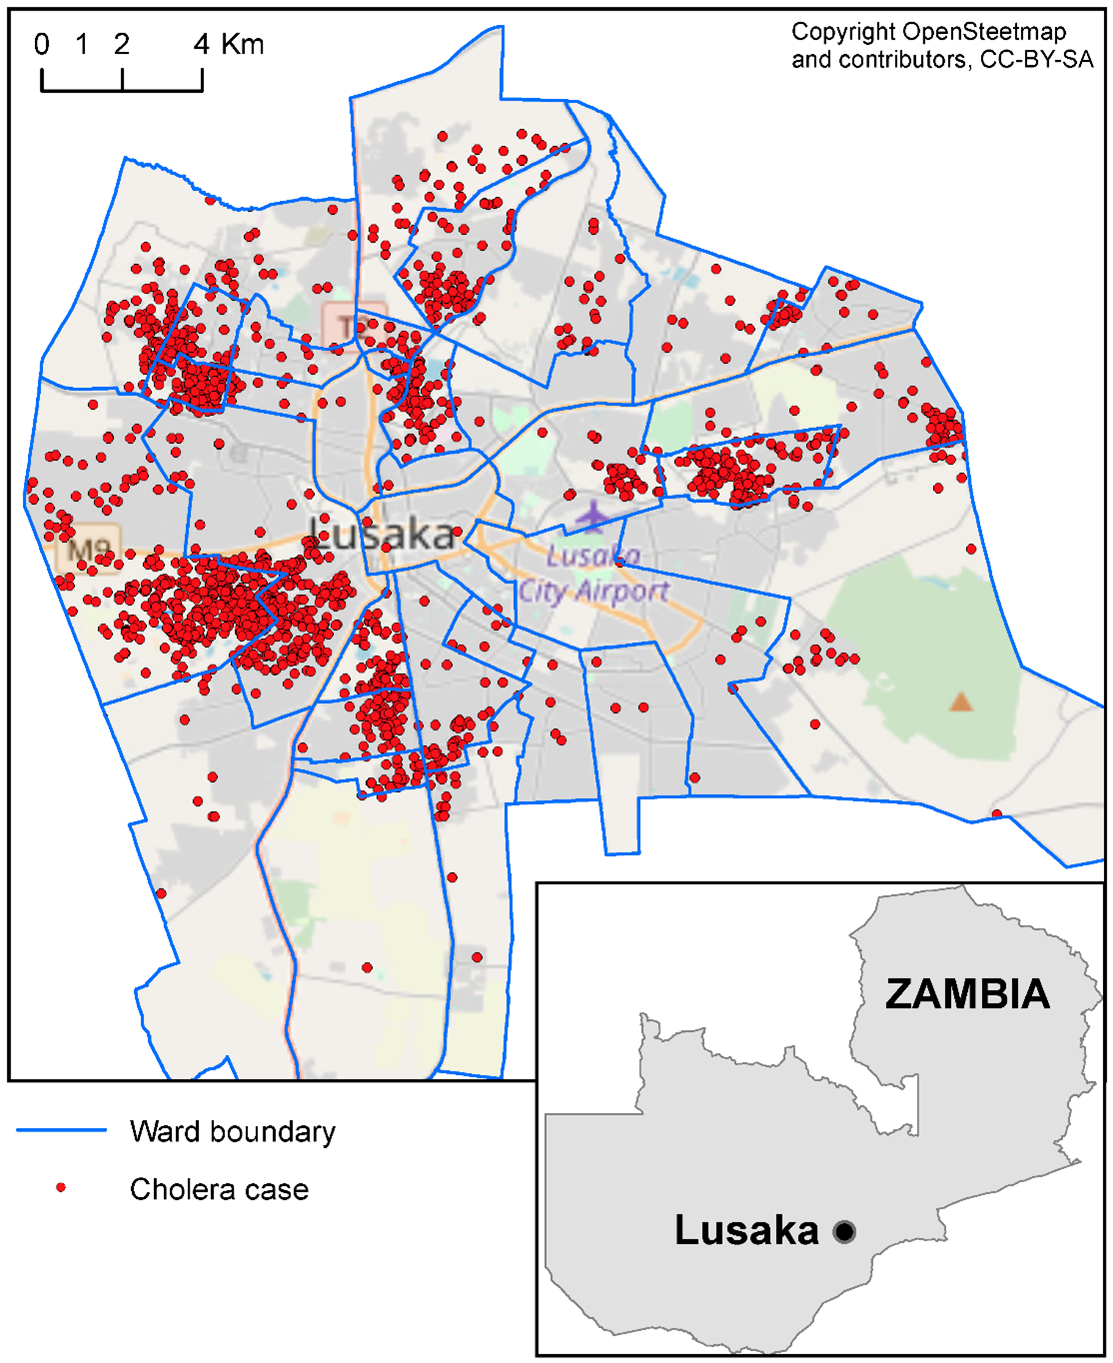 0 1 2 4 Km
Copyright OpenSteetmap
and contributors, CC-BY-SA
Lusaka
M9
Lusaka
City Airport
ZAMBIA
Lusaka
Ward boundary
Cholera case